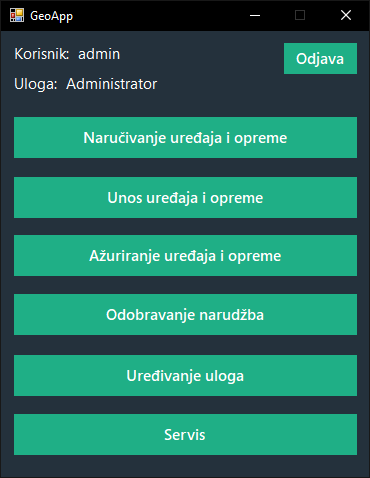 GeoApp
Korisnik: admin
Odjava
Uloga: Administrator
Naručivanje uređaja i opreme
Unos uređaja i opreme
Ažuriranje uređaja i opreme
Odobravanje narudžba
Uređivanje uloga
Servis